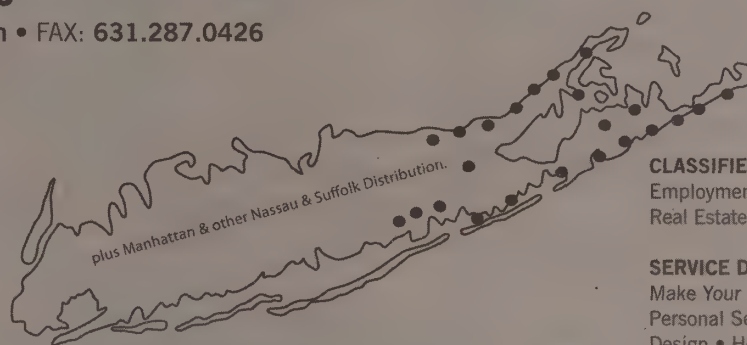 • FAX: 631.287.0426
plus Manhattan & other Nassau & Suffolk Distribution.
CLASSIFIE
Employmen
Real Estate
SERVICE D
Make Your
Personal Se
Design • H